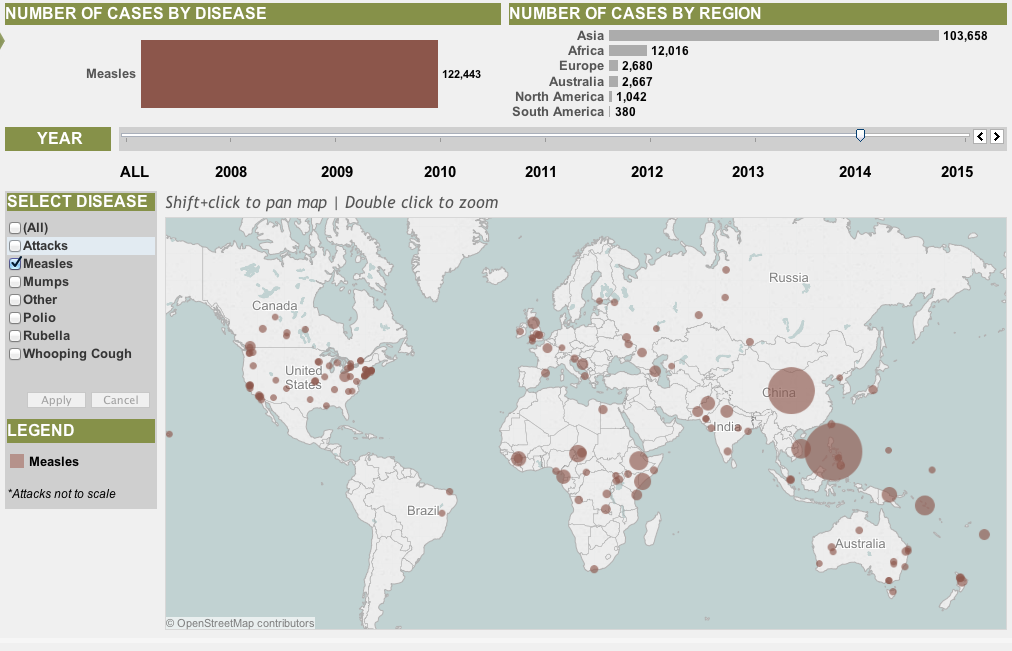 NUMBER OF CASES BY DISEASE
Measles 122,443
NUMBER OF CASES BY REGION
Asia 103,658
Africa 12,016
Europe 2,680
Australia 2,667
North America 1,042
South America 380
YEAR
ALL 2008 2009 2010 2011 2012 2013 2014 2015
SELECT DISEASE
(All)
Attacks
Measles
Mumps
Other
Polio
Rubella
Whooping Cough
Apply Cancel
LEGEND
Measles
*Attacks not to scale
Shift+click to pan map | Double click to zoom
Canada
Russia
United
States
China
India
Brazil
Australia
© OpenStreetMap contributors